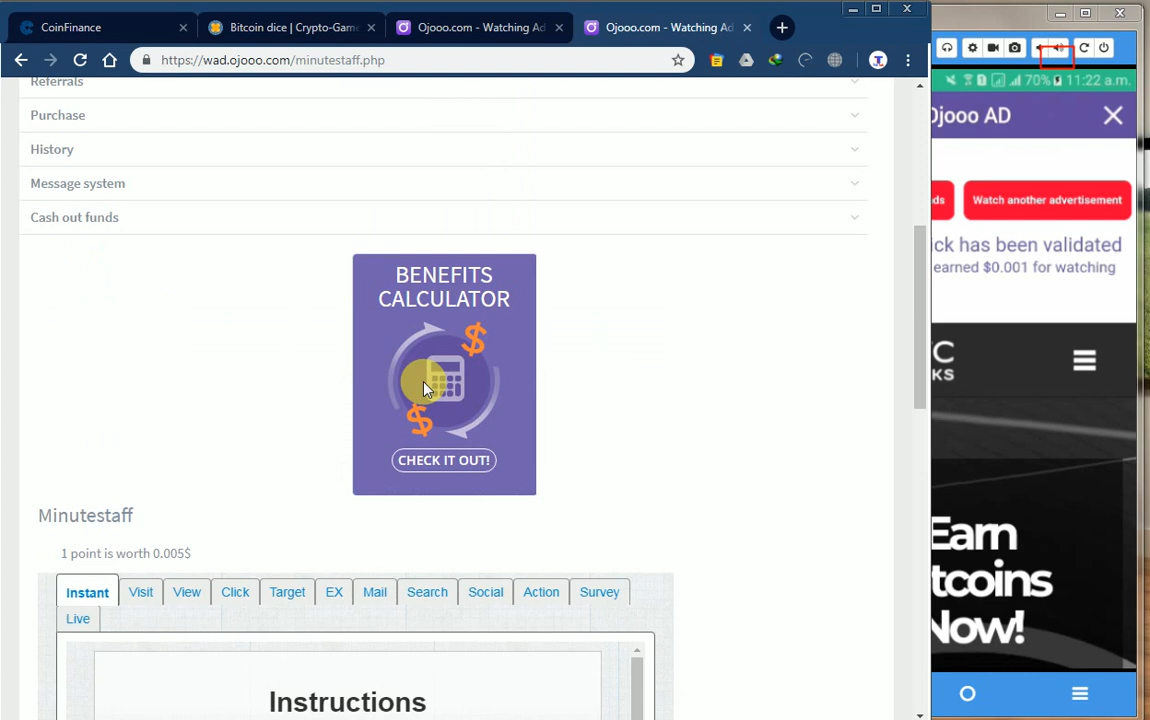 CoinFinance
Bitcoin dice | Crypto-Game
Ojooo.com - Watching Ad
Ojooo.com - Watching Ad
https://wad.ojooo.com/minutestaff.php
Referrals
Purchase
History
Message system
Cash out funds
BENEFITS
CALCULATOR
$
$
CHECK IT OUT!
Minutestaff
1 point is worth 0.005$
Instant Visit View Click Target EX Mail Search Social Action Survey
Live
Instructions
70% 11:22 a.m.
Ojooo AD
ds
Watch another advertisement
ick has been validated
earned $0.001 for watching
C
KS
Earn
tcoins
Now!